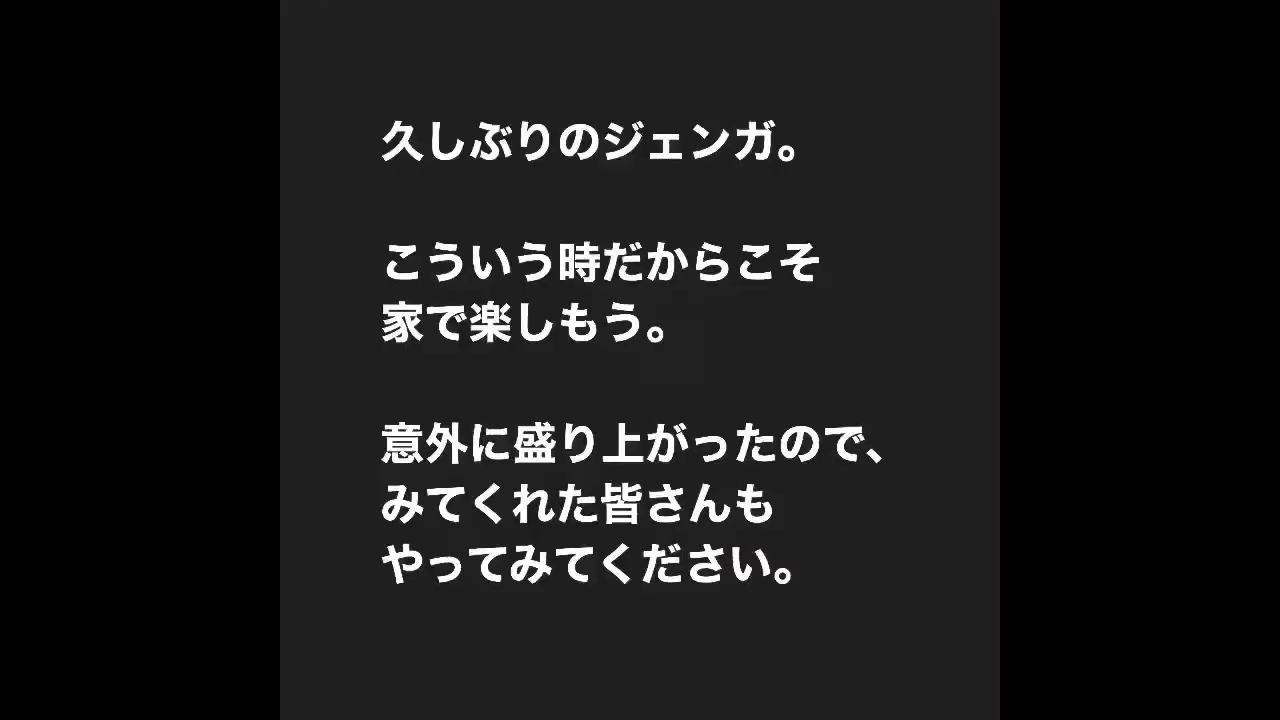 久しぶりのジェンガ。
こういう時だからこそ
家で楽しもう。
意外に盛り上がったので、
みてくれた皆さんも
やってみてください。